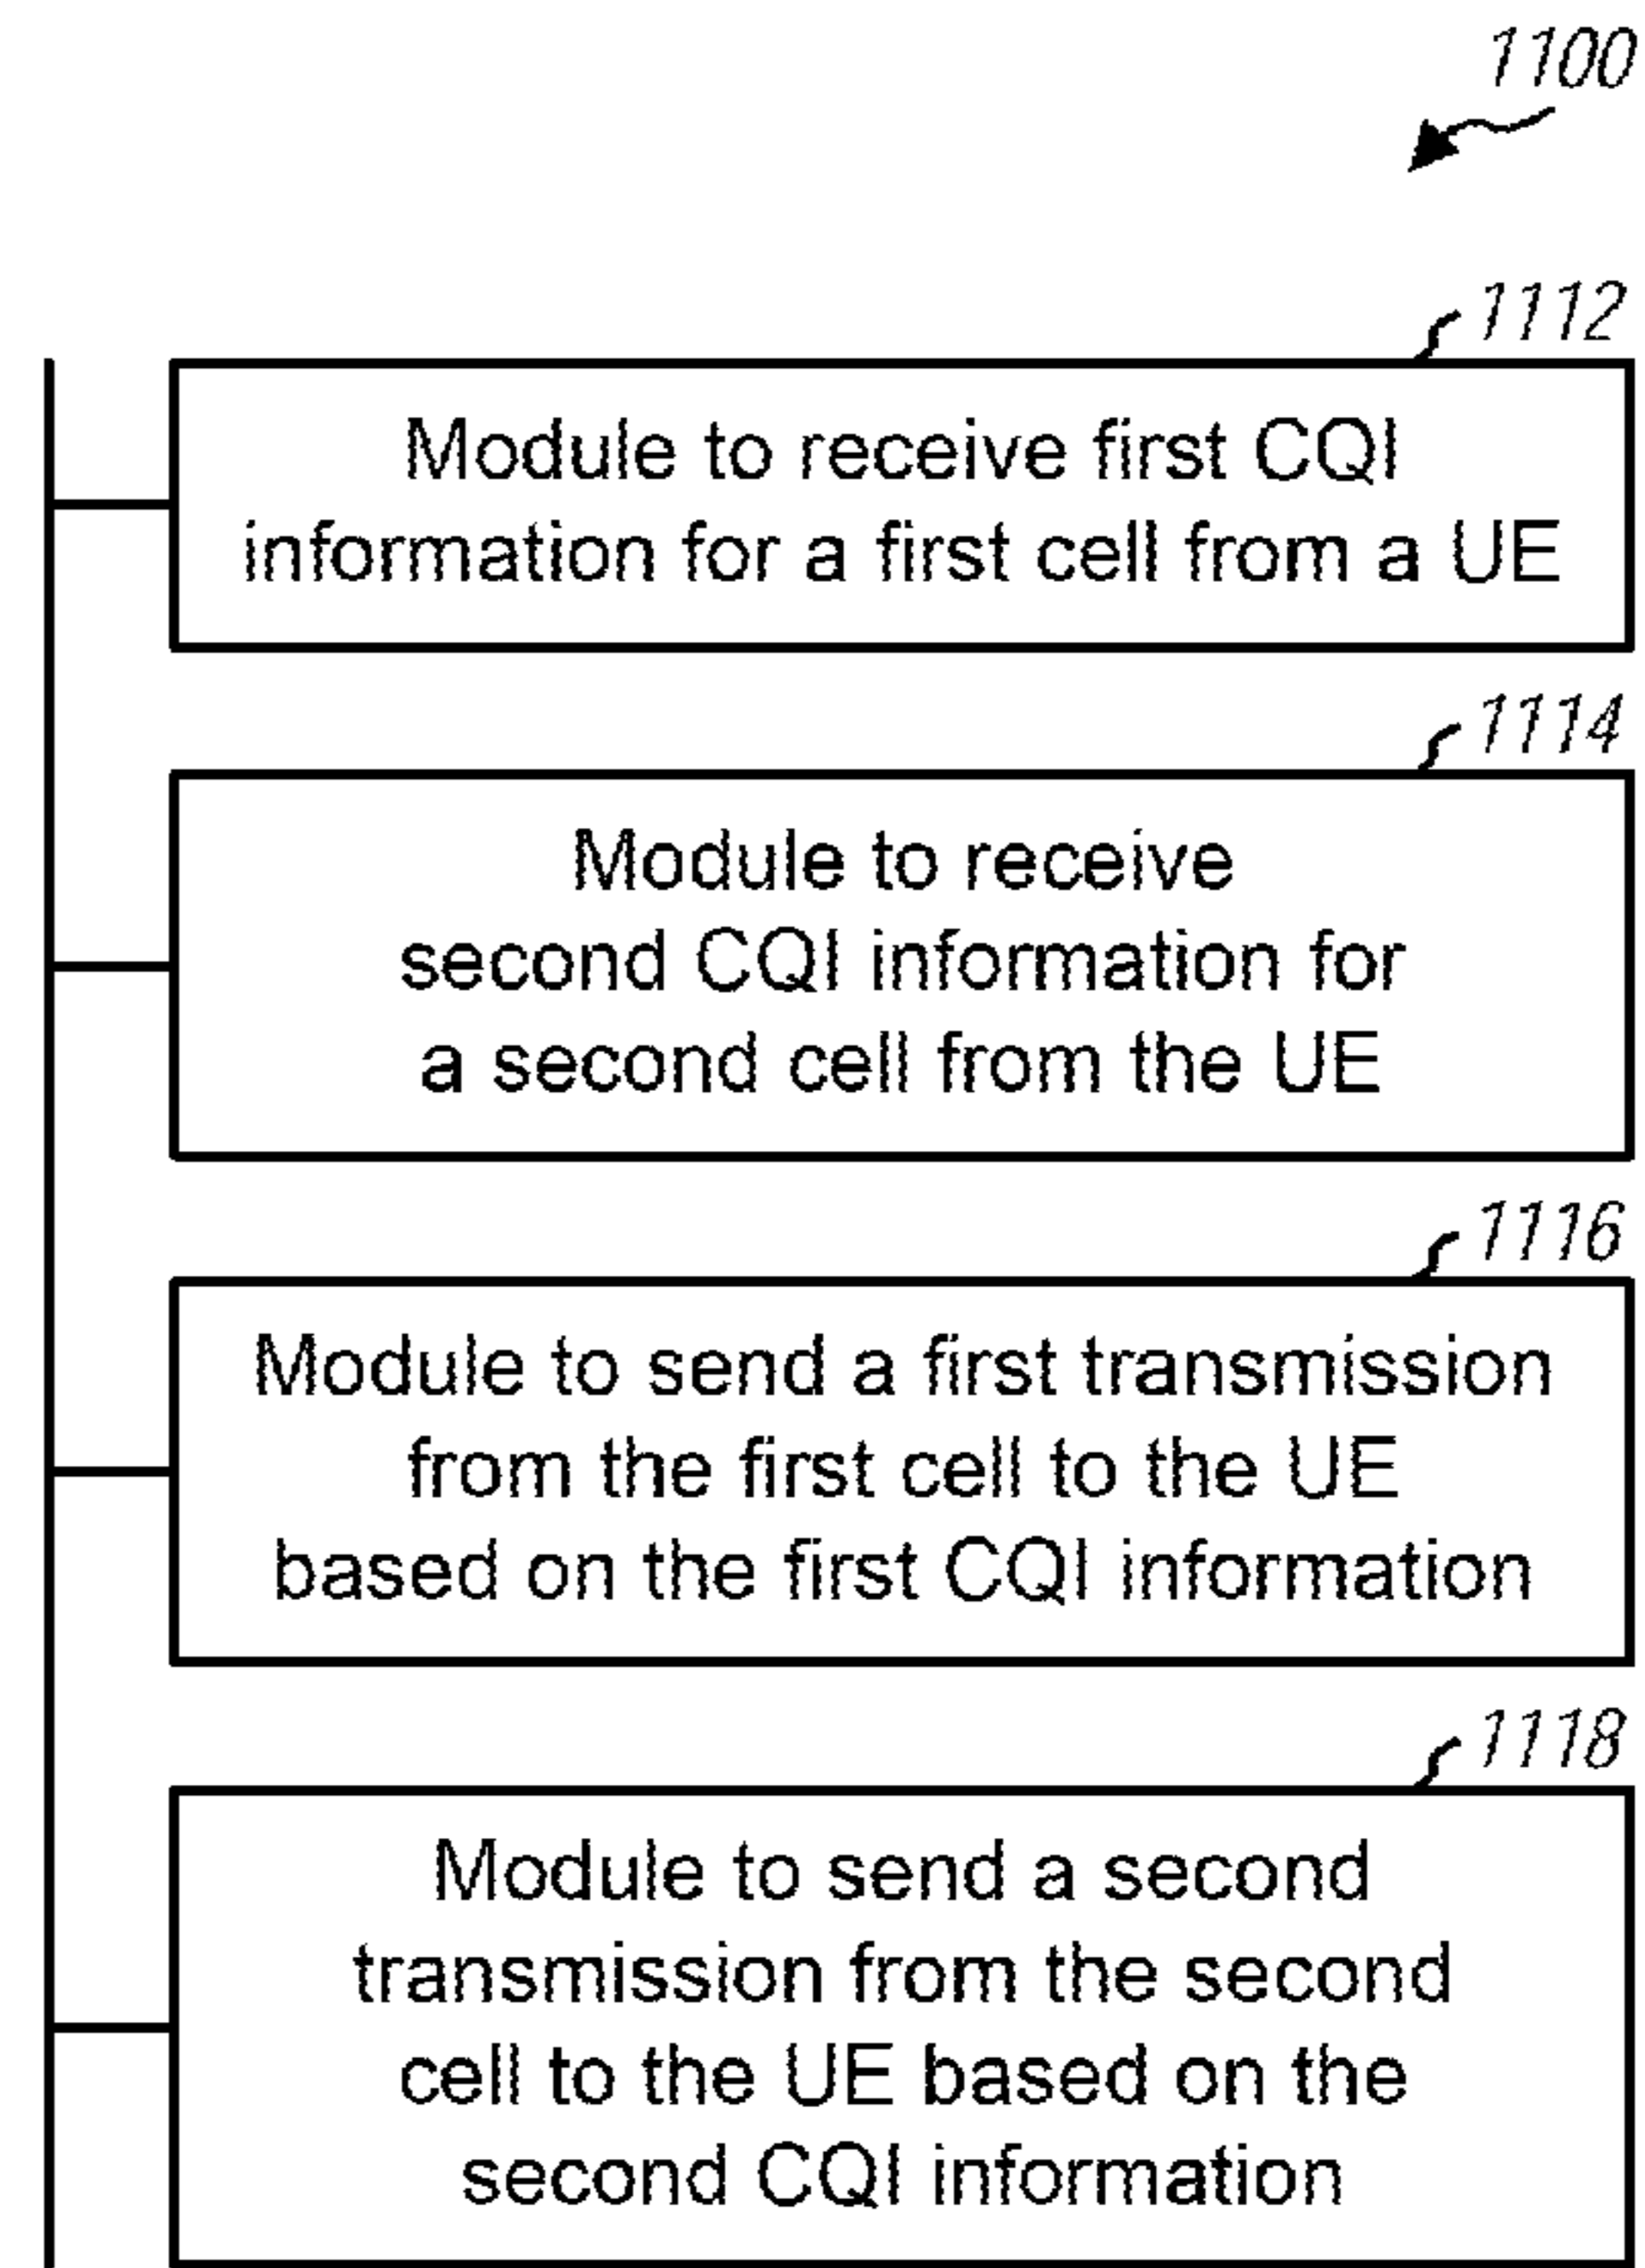 1100
1112
Module to receive first CQI
information for a first cell from a UE
1114
Module to receive
second CQI information for
a second cell from the UE
1116
Module to send a first transmission
from the first cell to the UE
based on the first CQI information
1118
Module to send a second
transmission from the second
cell to the UE based on the
second CQI information